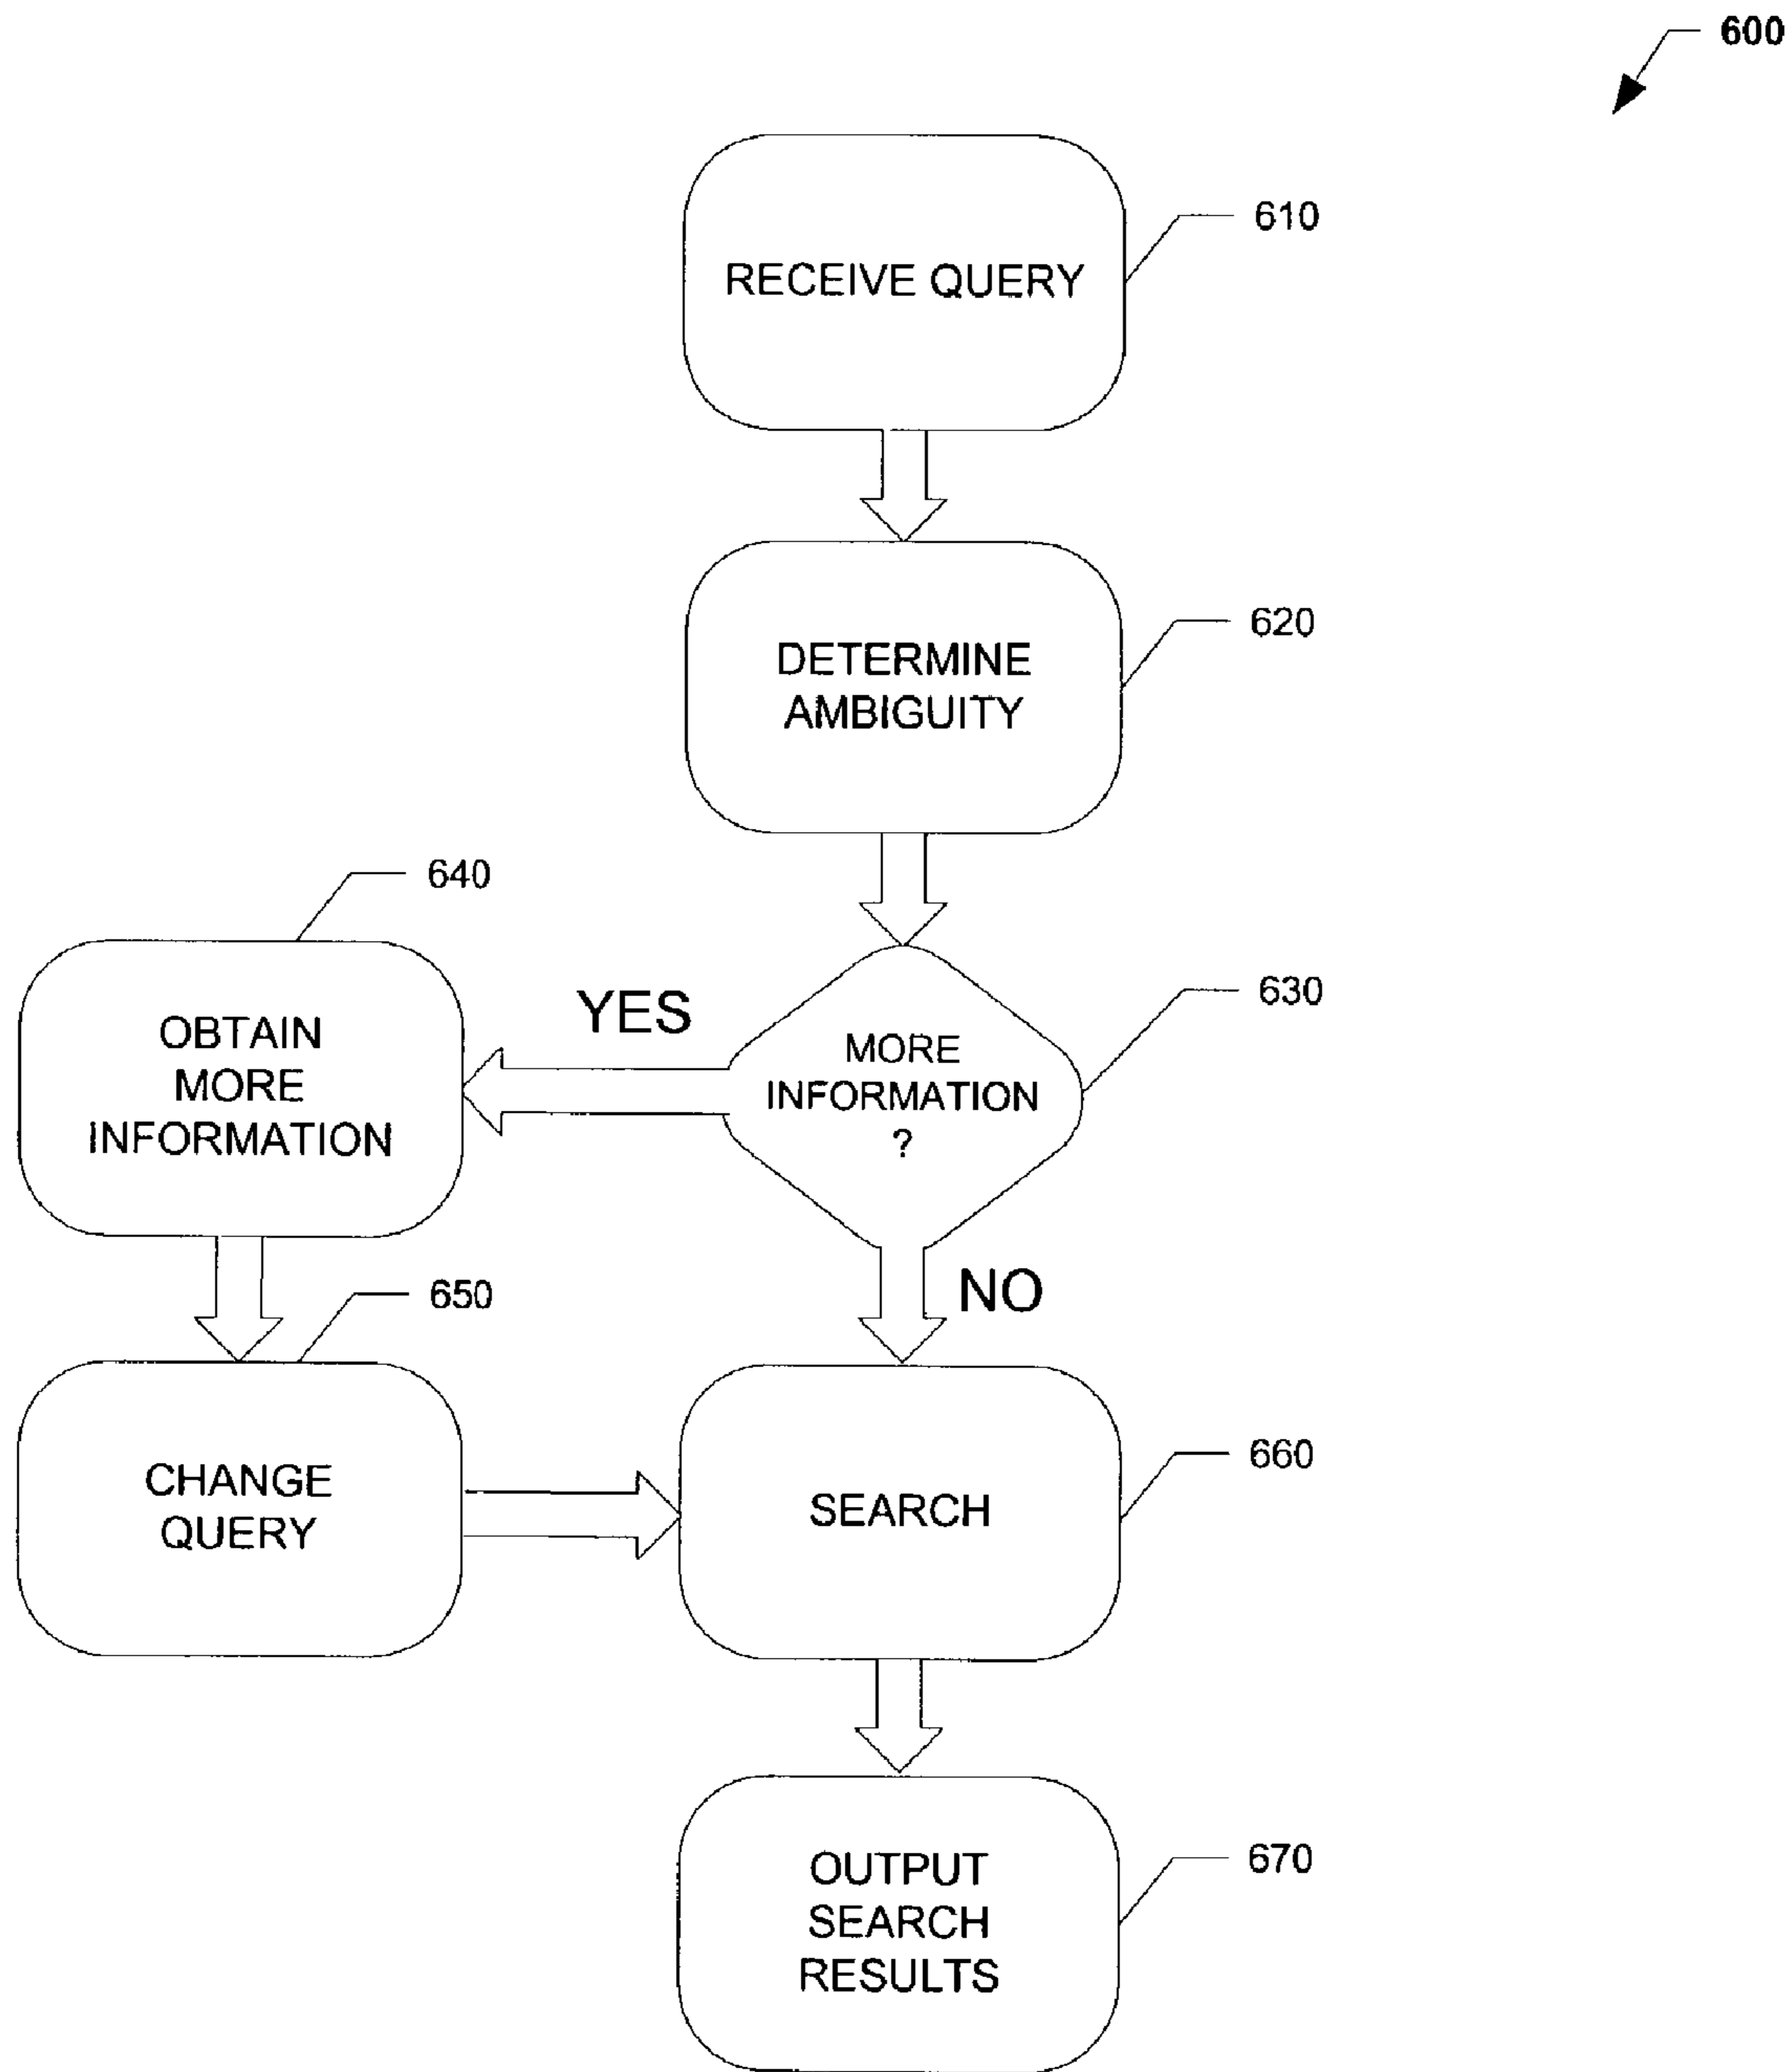 600
RECEIVE QUERY
610
DETERMINE
AMBIGUITY
620
640
OBTAIN
MORE
INFORMATION
YES
MORE
INFORMATION
?
630
NO
650
CHANGE
QUERY
SEARCH
660
OUTPUT
SEARCH
RESULTS
670